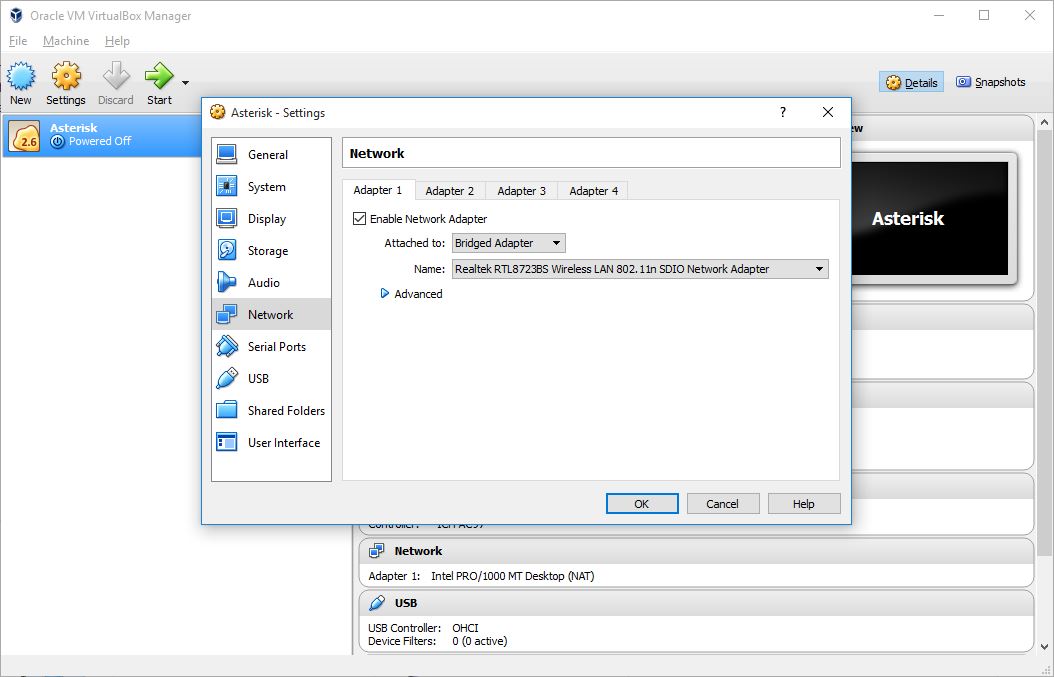 Oracle VM VirtualBox Manager
File Machine Help
New Settings Discard Start
Details Snapshots
2.6
Asterisk
Powered Off
Asterisk - Settings
?
General
System
Display
Storage
Audio
Network
Serial Ports
USB
Shared Folders
User Interface
Network
Adapter 1 Adapter 2 Adapter 3 Adapter 4
Enable Network Adapter
Attached to: Bridged Adapter
Name: Realtek RTL8723BS Wireless LAN 802.11n SDIO Network Adapter
Advanced
OK Cancel Help
Asterisk
Network
Adapter 1: Intel PRO/1000 MT Desktop (NAT)
USB
USB Controller: OHCI
Device Filters: 0 (0 active)